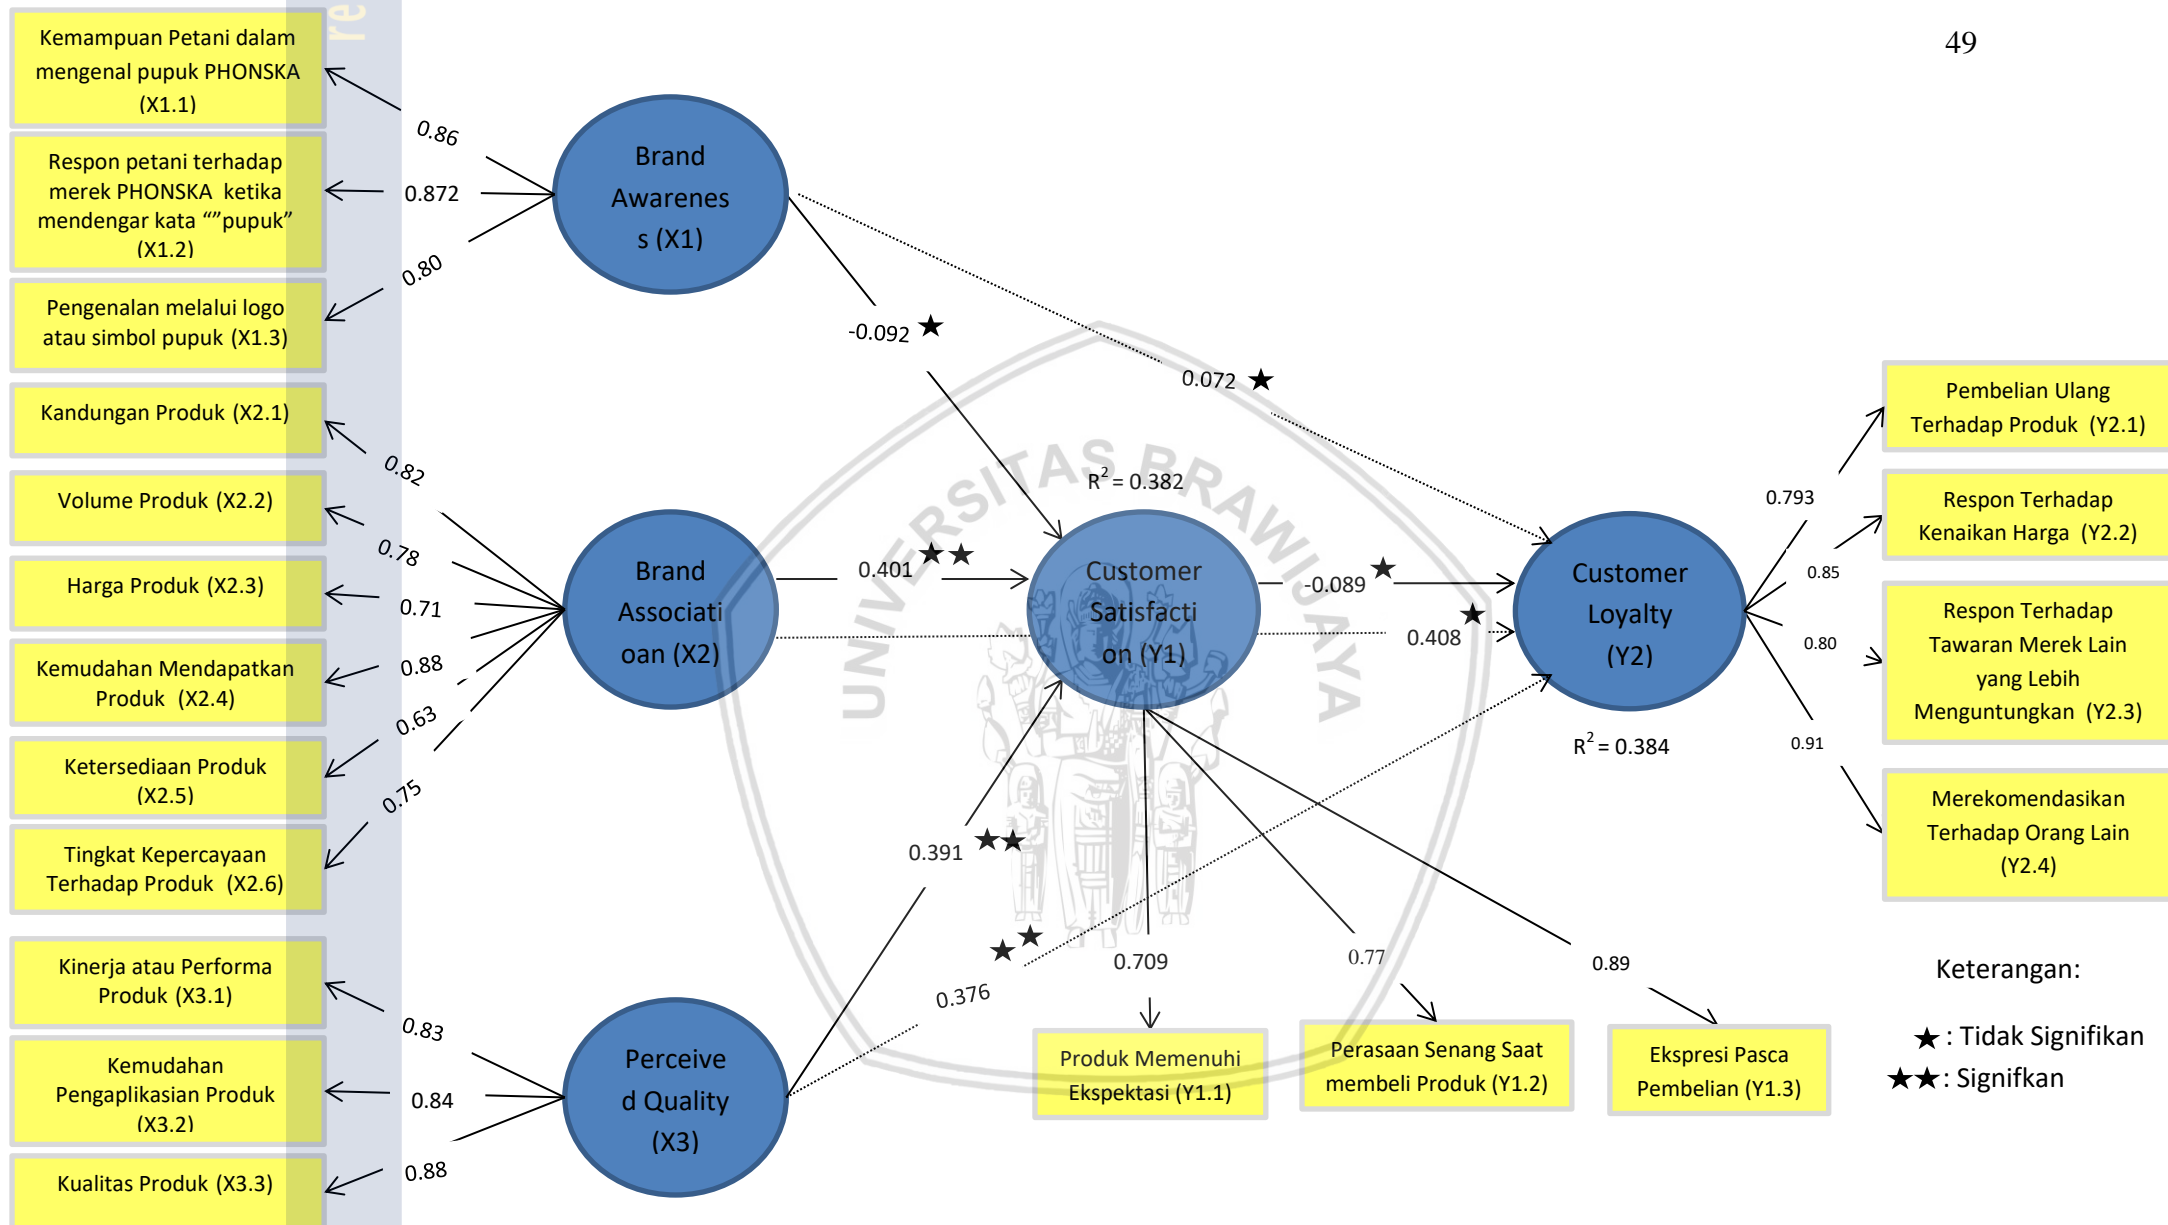 re
49
Kemampuan Petani dalam
mengenal pupuk PHONSKA
(X1.1)
Respon petani terhadap
merek PHONSKA ketika
mendengar kata “”pupuk”
(X1.2)
Pengenalan melalui logo
atau simbol pupuk (X1.3)
Kandungan Produk (X2.1)
Volume Produk (X2.2)
Harga Produk (X2.3)
Kemudahan Mendapatkan
Produk (X2.4)
Ketersediaan Produk
(X2.5)
Tingkat Kepercayaan
Terhadap Produk (X2.6)
Kinerja atau Performa
Produk (X3.1)
Kemudahan
Pengaplikasian Produk
(X3.2)
Kualitas Produk (X3.3)
0.86
0.872
0.80
0.82
0.78
0.71
0.88
0.63
0.75
0.83
0.84
0.88
Brand
Awarenes
s (X1)
Brand
Associati
oan (X2)
Perceive
d Quality
(X3)
-0.092 ★
0.072 ★
0.401 ★★
0.391 ★★
0.376 ★★
UNIVERSITAS BRAWIJAYA
R² = 0.382
Customer
Satisfacti
on (Y1)
-0.089 ★
0.408 ★
0.709
0.77
0.89
Produk Memenuhi
Ekspektasi (Y1.1)
Perasaan Senang Saat
membeli Produk (Y1.2)
Ekspresi Pasca
Pembelian (Y1.3)
Customer
Loyalty
(Y2)
R² = 0.384
0.793
0.85
0.80
0.91
Pembelian Ulang
Terhadap Produk (Y2.1)
Respon Terhadap
Kenaikan Harga (Y2.2)
Respon Terhadap
Tawaran Merek Lain
yang Lebih
Menguntungkan (Y2.3)
Merekomendasikan
Terhadap Orang Lain
(Y2.4)
Keterangan:
★ : Tidak Signifikan
★★ : Signifkan